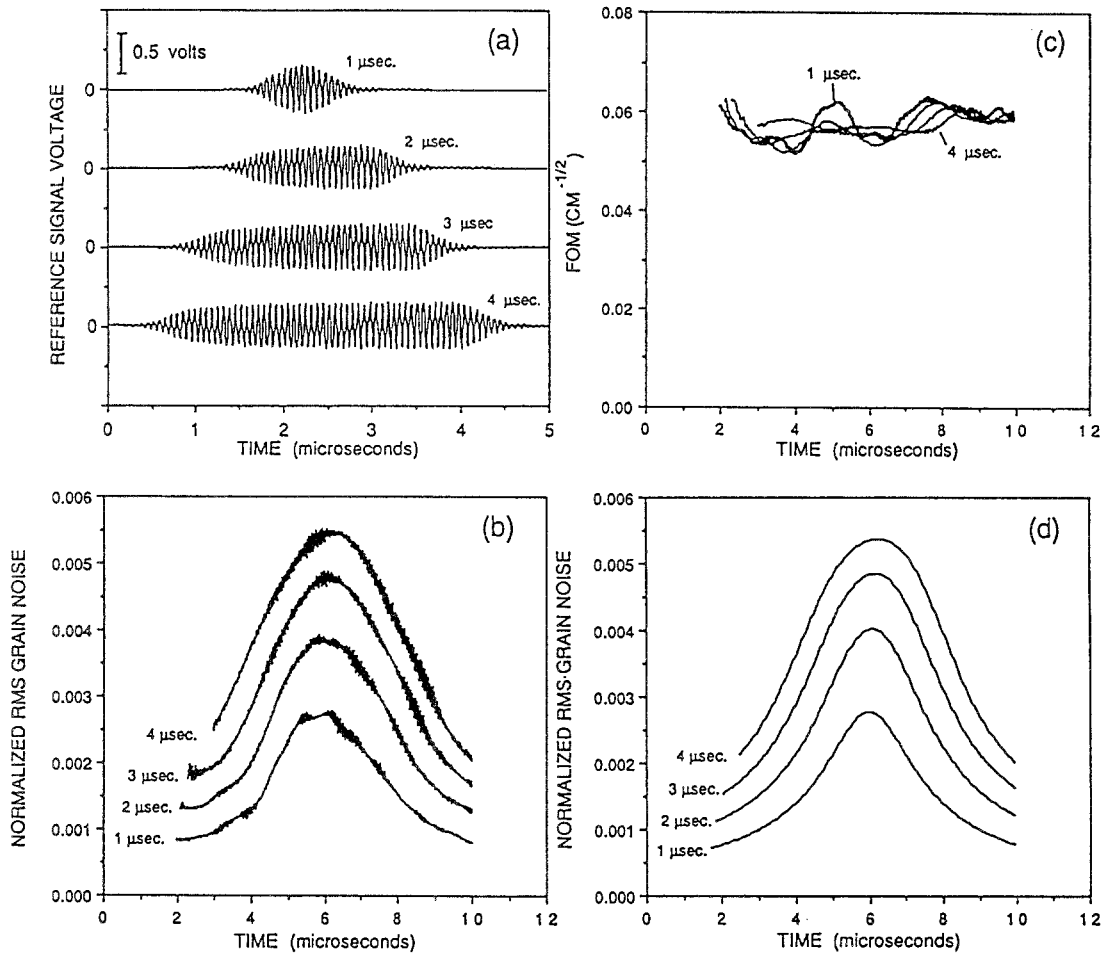 (a)
0.5 volts
REFERENCE SIGNAL VOLTAGE
0
0
0
0
1 μsec.
2 μsec.
3 μsec
4 μsec.
0 1 2 3 4 5
TIME (microseconds)
(c)
FOM (CM -1/2)
0.08
0.06
0.04
0.02
0.00
1 μsec.
4 μsec.
0 2 4 6 8 10 12
TIME (microseconds)
(b)
NORMALIZED RMS GRAIN NOISE
0.006
0.005
0.004
0.003
0.002
0.001
0.000
4 μsec.
3 μsec.
2 μsec.
1 μsec.
0 2 4 6 8 10 12
TIME (microseconds)
(d)
NORMALIZED RMS·GRAIN NOISE
0.006
0.005
0.004
0.003
0.002
0.001
0.000
4 μsec.
3 μsec.
2 μsec.
1 μsec.
0 2 4 6 8 10 12
TIME (microseconds)